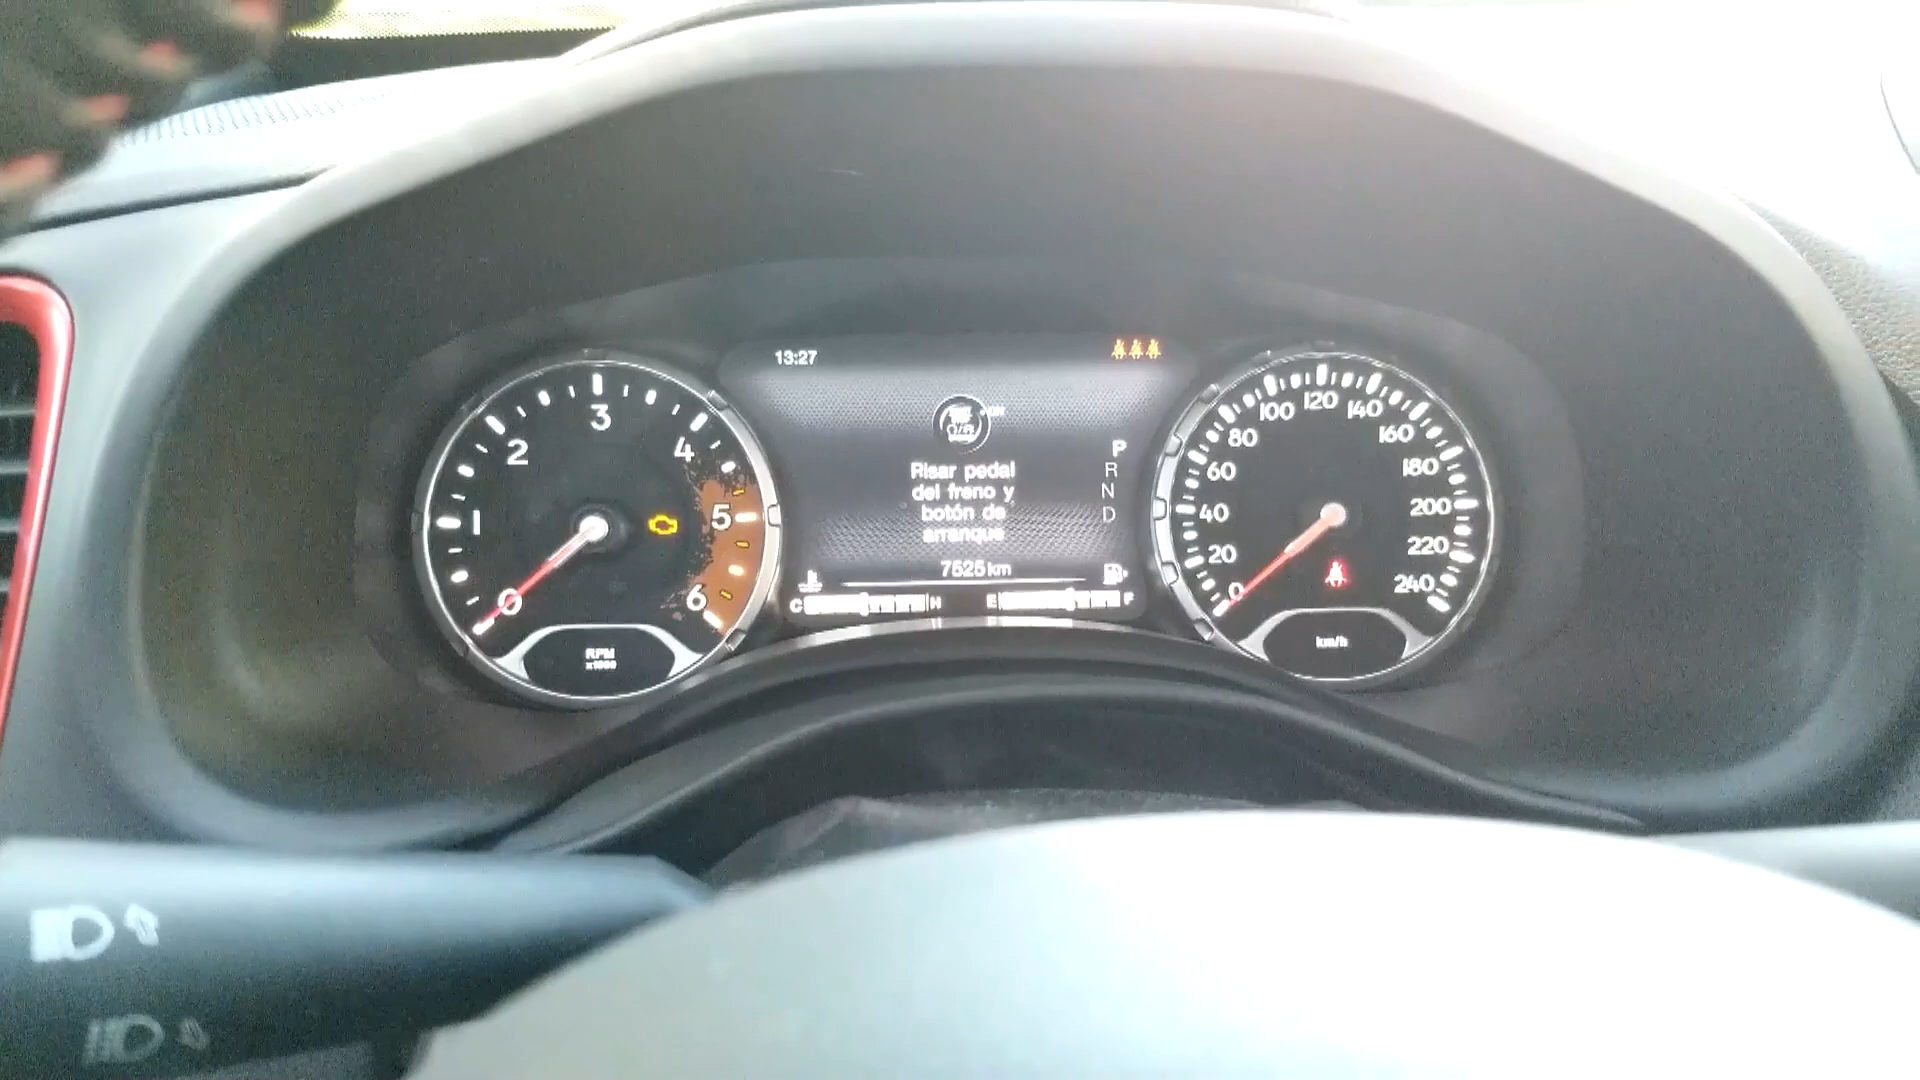 13:27
Pisar pedal
del freno y
botón de
arranque
7525 km
C H E F
P
R
N
D
0 1 2 3 4 5 6
RPM
x1000
0 20 40 60 80 100 120 140 160 180 200 220 240
km/h